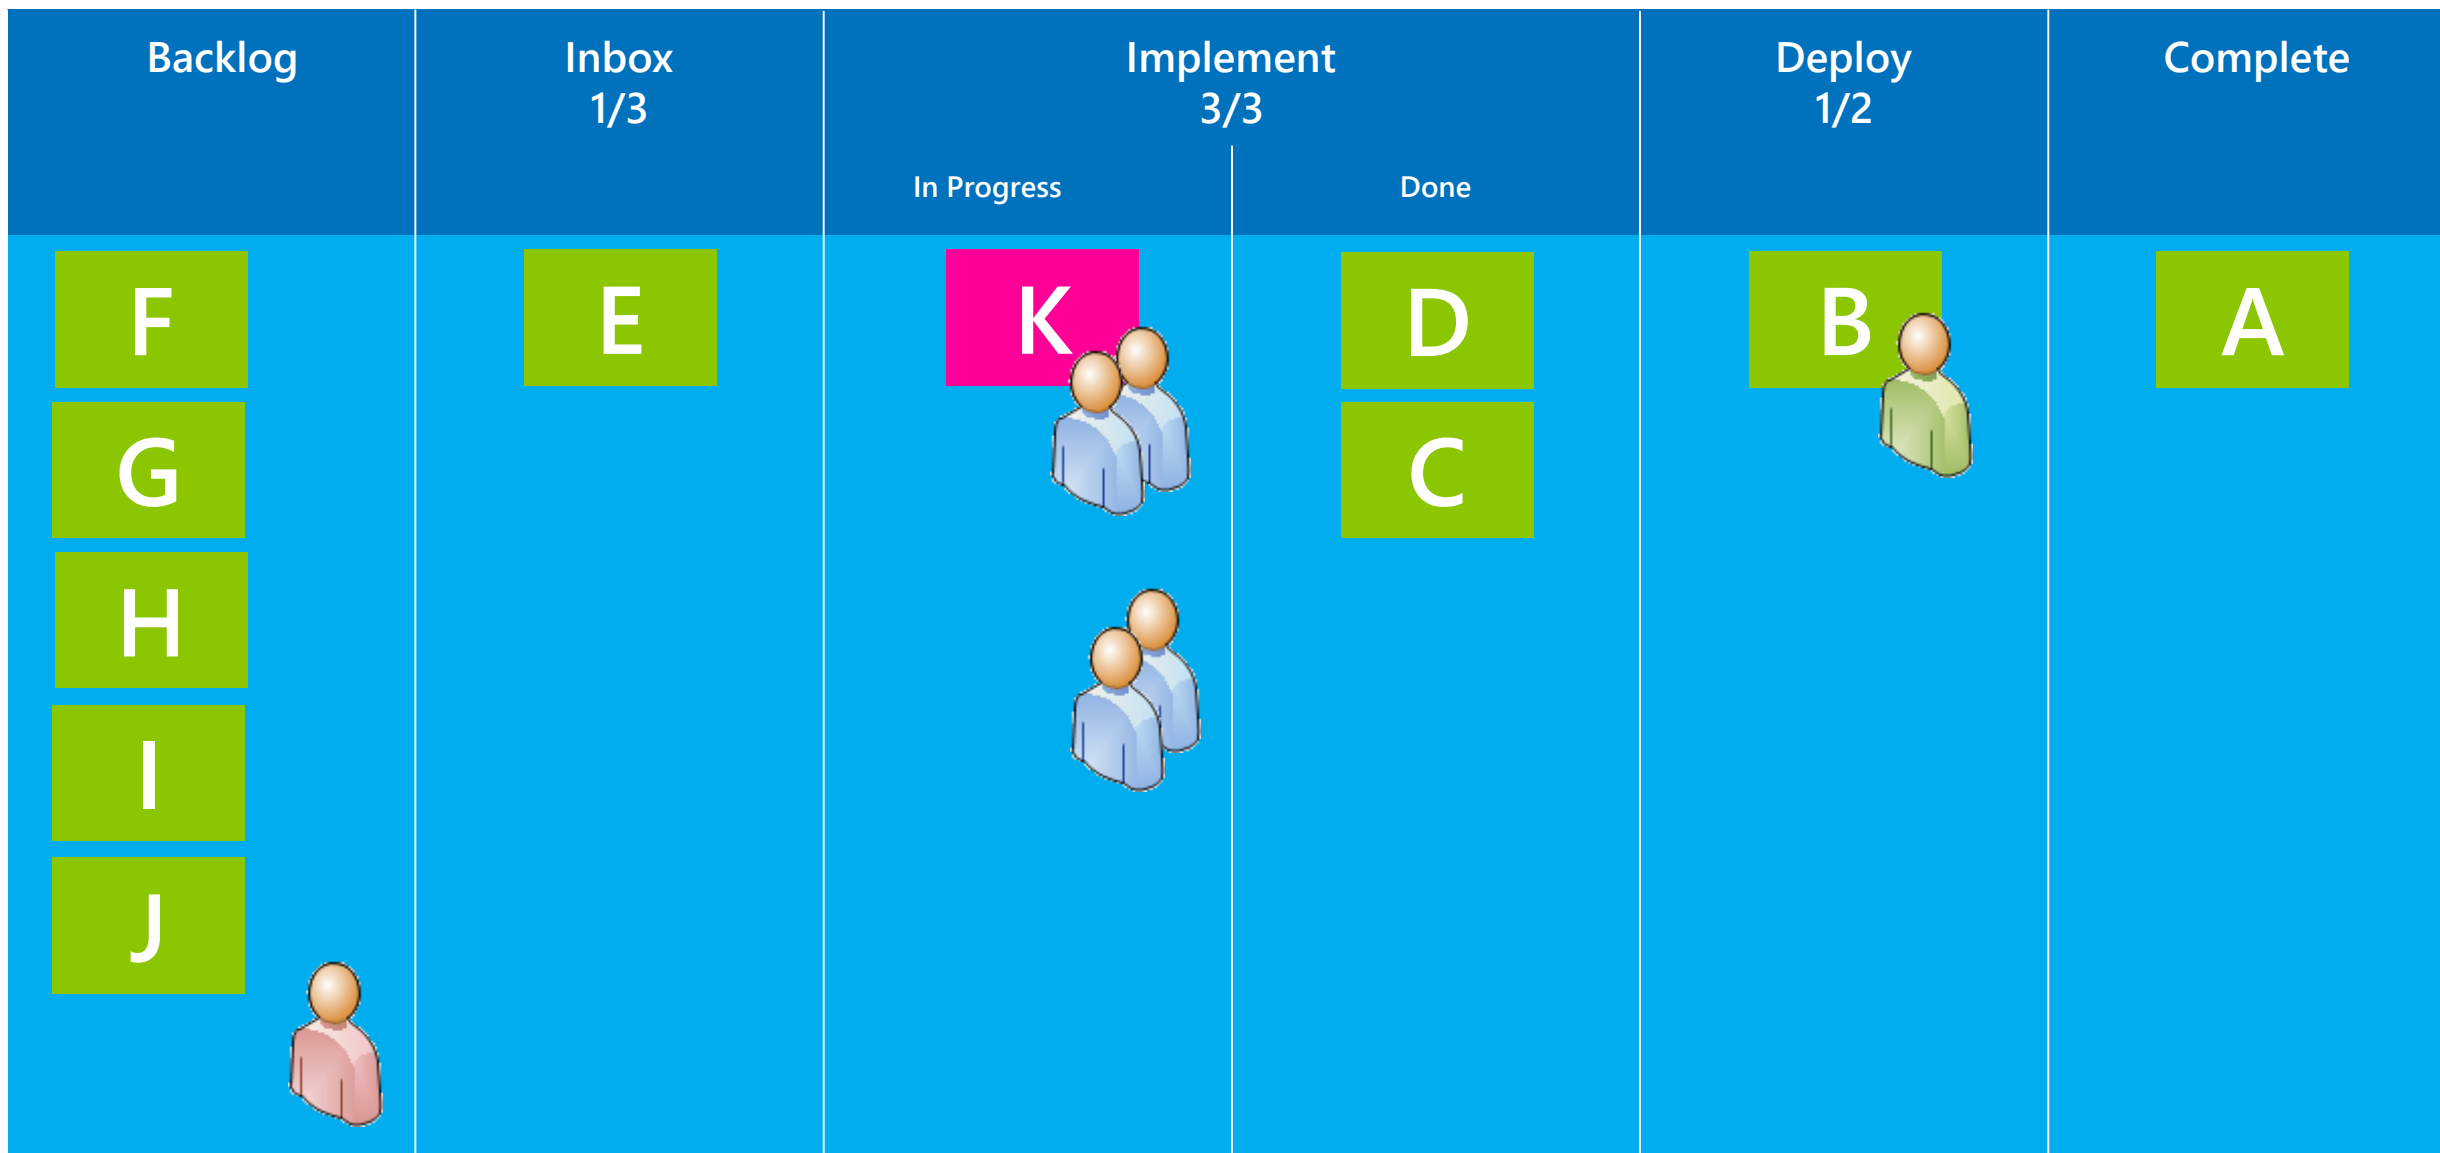 Backlog
Inbox
1/3
Implement
3/3
In Progress
Done
Deploy
1/2
Complete
F
E
K
D
B
A
G
C
H
I
J